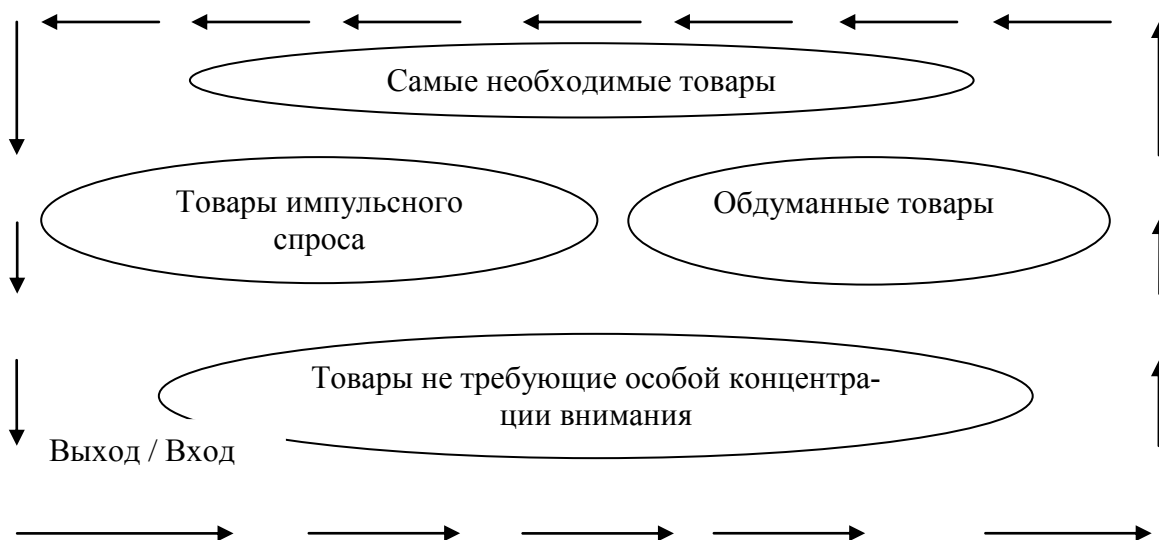 Самые необходимые товары
Товары импульсного
спроса
Обдуманные товары
Товары не требующие особой концентра-
ции внимания
Выход / Вход